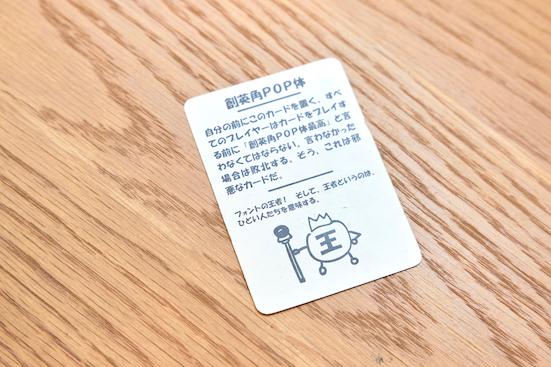 創英角POP体
自分の前にこのカードを置く、すべ
てのプレイヤーはカードをプレイす
る前に「創英角POP体最高」と言
わなくてはならない。言わなかった
場合は敗北する。そう、これは邪
悪なカードだ。
フォントの王者！ そして、王者というのは、
ひどい人たちを意味する。
王